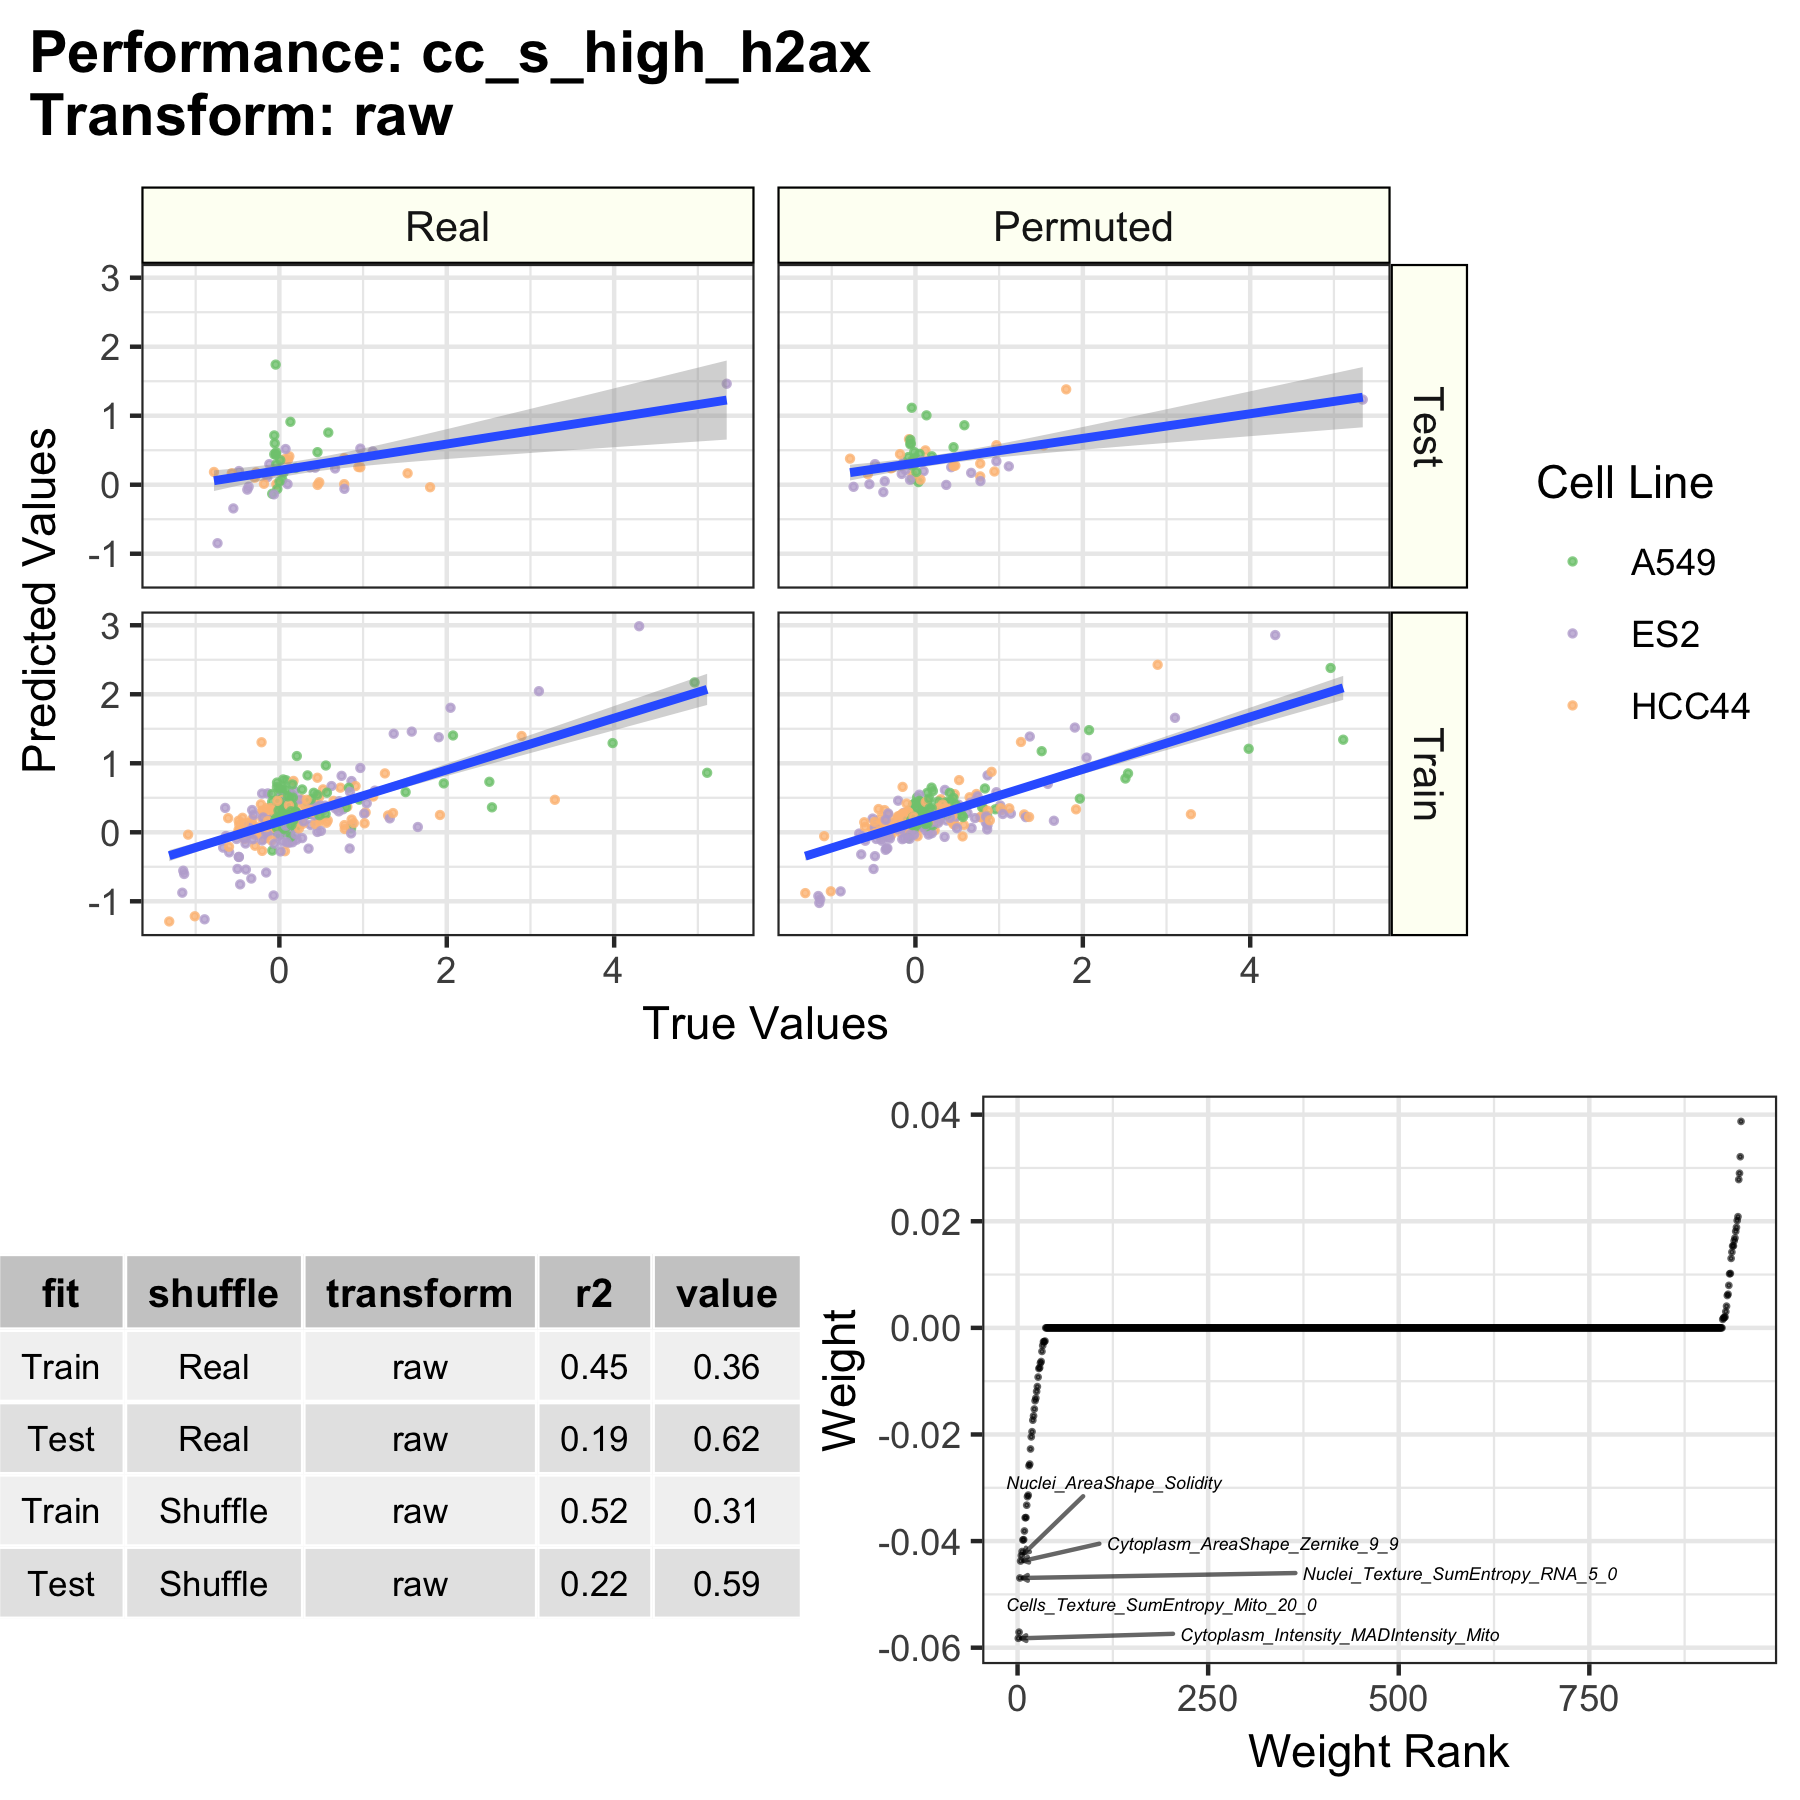 Performance: cc_s_high_h2ax
Transform: raw
Real
Permuted
3
2
1
0
-1
Test
3
2
1
0
-1
Train
Predicted Values
0
2
4
0
2
4
True Values
Cell Line
A549
ES2
HCC44
fit shuffle transform r2 value
Train Real raw 0.45 0.36
Test Real raw 0.19 0.62
Train Shuffle raw 0.52 0.31
Test Shuffle raw 0.22 0.59
Weight
0.04
0.02
0.00
-0.02
-0.04
-0.06
Nuclei_AreaShape_Solidity
Cytoplasm_AreaShape_Zernike_9_9
Nuclei_Texture_SumEntropy_RNA_5_0
Cells_Texture_SumEntropy_Mito_20_0
Cytoplasm_Intensity_MADIntensity_Mito
0
250
500
750
Weight Rank